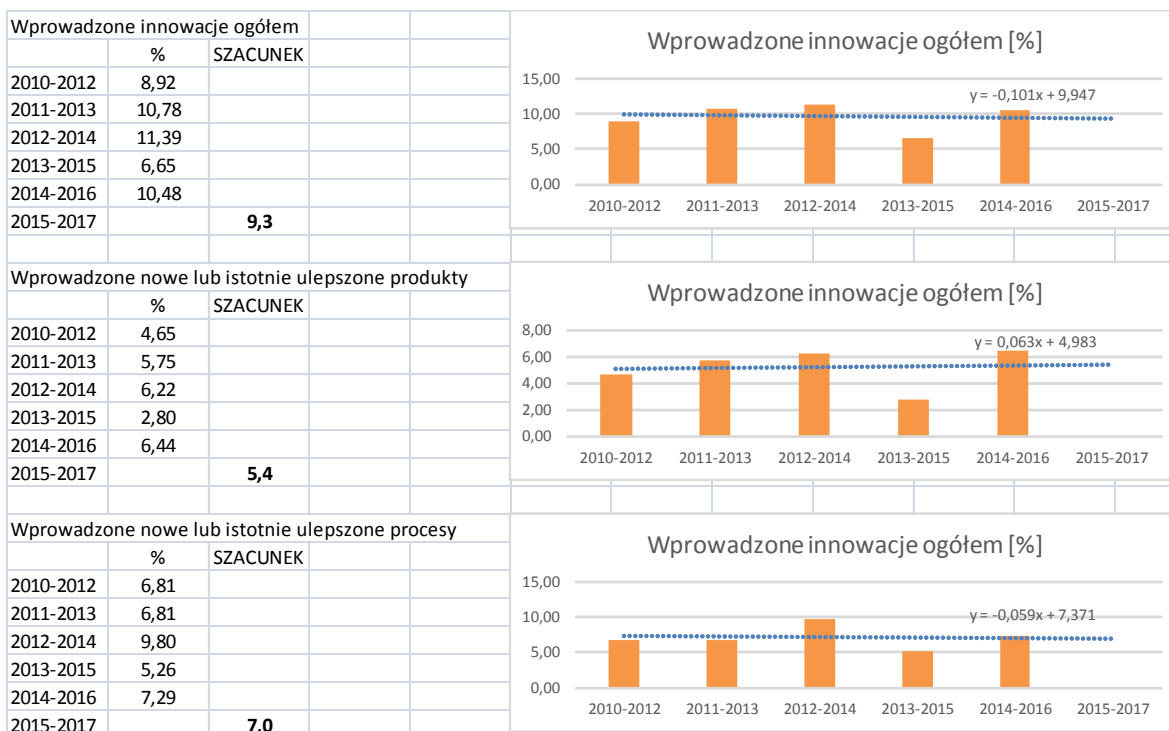 Wprowadzone innowacje ogółem
% SZACUNEK
2010-2012 8,92
2011-2013 10,78
2012-2014 11,39
2013-2015 6,65
2014-2016 10,48
2015-2017 9,3
Wprowadzone innowacje ogółem [%]
15,00
y = -0,101x + 9,947
10,00
5,00
0,00
2010-2012 2011-2013 2012-2014 2013-2015 2014-2016 2015-2017
Wprowadzone nowe lub istotnie ulepszone produkty
% SZACUNEK
2010-2012 4,65
2011-2013 5,75
2012-2014 6,22
2013-2015 2,80
2014-2016 6,44
2015-2017 5,4
Wprowadzone innowacje ogółem [%]
8,00
y = 0,063x + 4,983
6,00
4,00
2,00
0,00
2010-2012 2011-2013 2012-2014 2013-2015 2014-2016 2015-2017
Wprowadzone nowe lub istotnie ulepszone procesy
% SZACUNEK
2010-2012 6,81
2011-2013 6,81
2012-2014 9,80
2013-2015 5,26
2014-2016 7,29
2015-2017 7,0
Wprowadzone innowacje ogółem [%]
15,00
y = -0,059x + 7,371
10,00
5,00
0,00
2010-2012 2011-2013 2012-2014 2013-2015 2014-2016 2015-2017